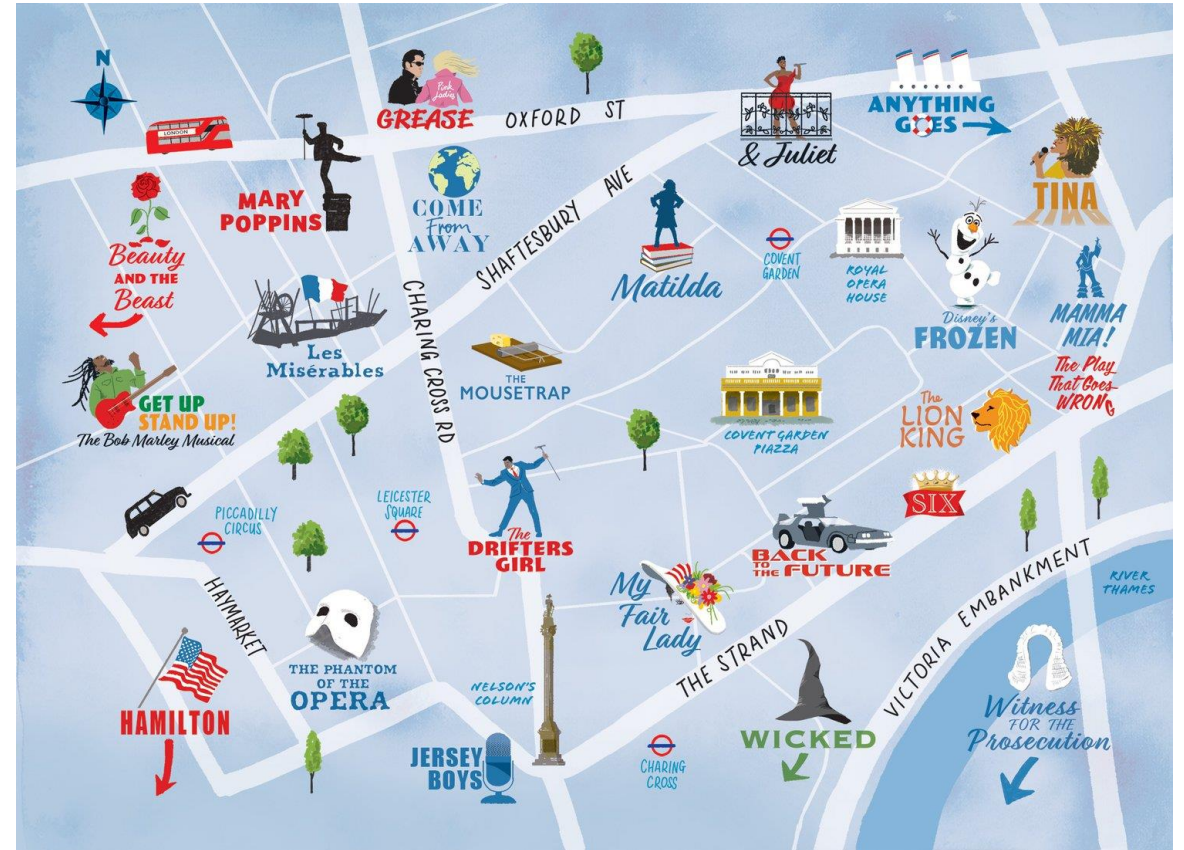 N
LONDON
Pink
Ladies
GREASE
OXFORD ST
& Juliet
ANYTHING
GOES
TINA
MARY
POPPINS
COME
From
AWAY
SHAFTESBURY AVE
Beauty
AND THE
Beast
Matilda
COVENT
GARDEN
ROYAL
OPERA
HOUSE
Disney's
FROZEN
MAMMA
MIA!
Les
Misérables
CHARING CROSS RD
THE
MOUSETRAP
The Play
That Goes
WRONG
GET UP
STAND UP!
The Bob Marley Musical
COVENT GARDEN
PIAZZA
The
LION
KING
PICCADILLY
CIRCUS
LEICESTER
SQUARE
The
DRIFTERS
GIRL
SIX
BACK
TO
THE FUTURE
HAYMARKET
My
Fair
Lady
THE STRAND
VICTORIA EMBANKMENT
RIVER
THAMES
HAMILTON
THE PHANTOM
OF THE
OPERA
NELSON'S
COLUMN
JERSEY
BOYS
CHARING
CROSS
WICKED
Witness
FOR THE
Prosecution